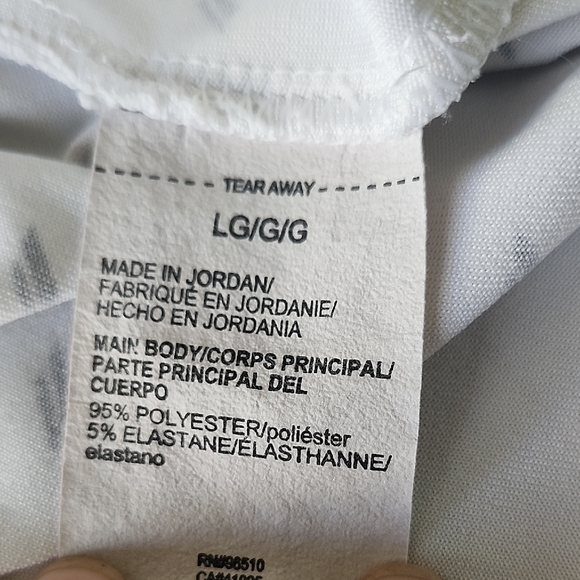 TEAR AWAY
LG/G/G
MADE IN JORDAN/
FABRIQUÉ EN JORDANIE/
HECHO EN JORDANIA
MAIN BODY/CORPS PRINCIPAL/
PARTE PRINCIPAL DEL
CUERPO
95% POLYESTER/poliéster
5% ELASTANE/ÉLASTHANNE/
elastano
RN#96510